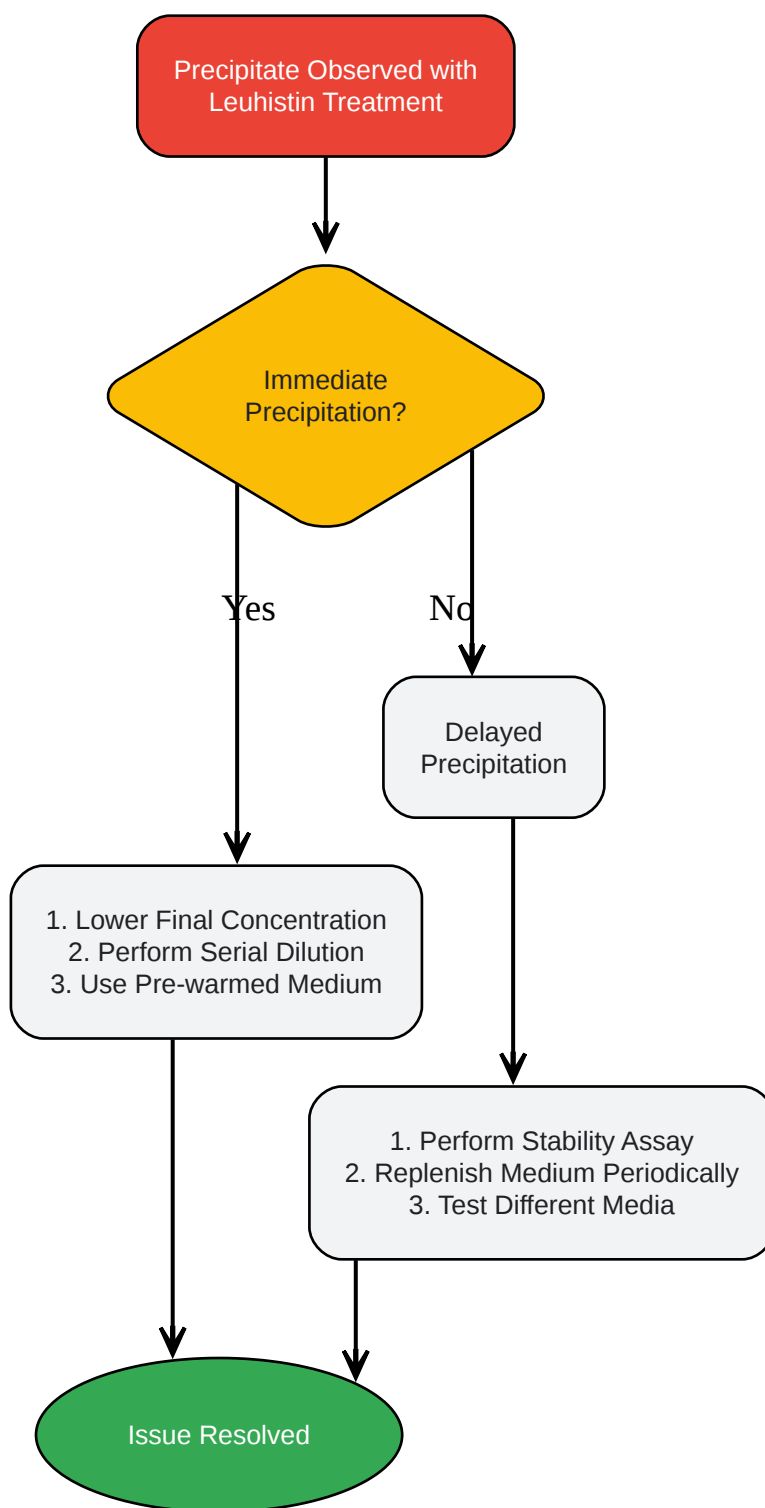 Precipitate Observed with
Leuhistin Treatment
Immediate
Precipitation?
Yes
No
Delayed
Precipitation
1. Lower Final Concentration
2. Perform Serial Dilution
3. Use Pre-warmed Medium
1. Perform Stability Assay
2. Replenish Medium Periodically
3. Test Different Media
Issue Resolved